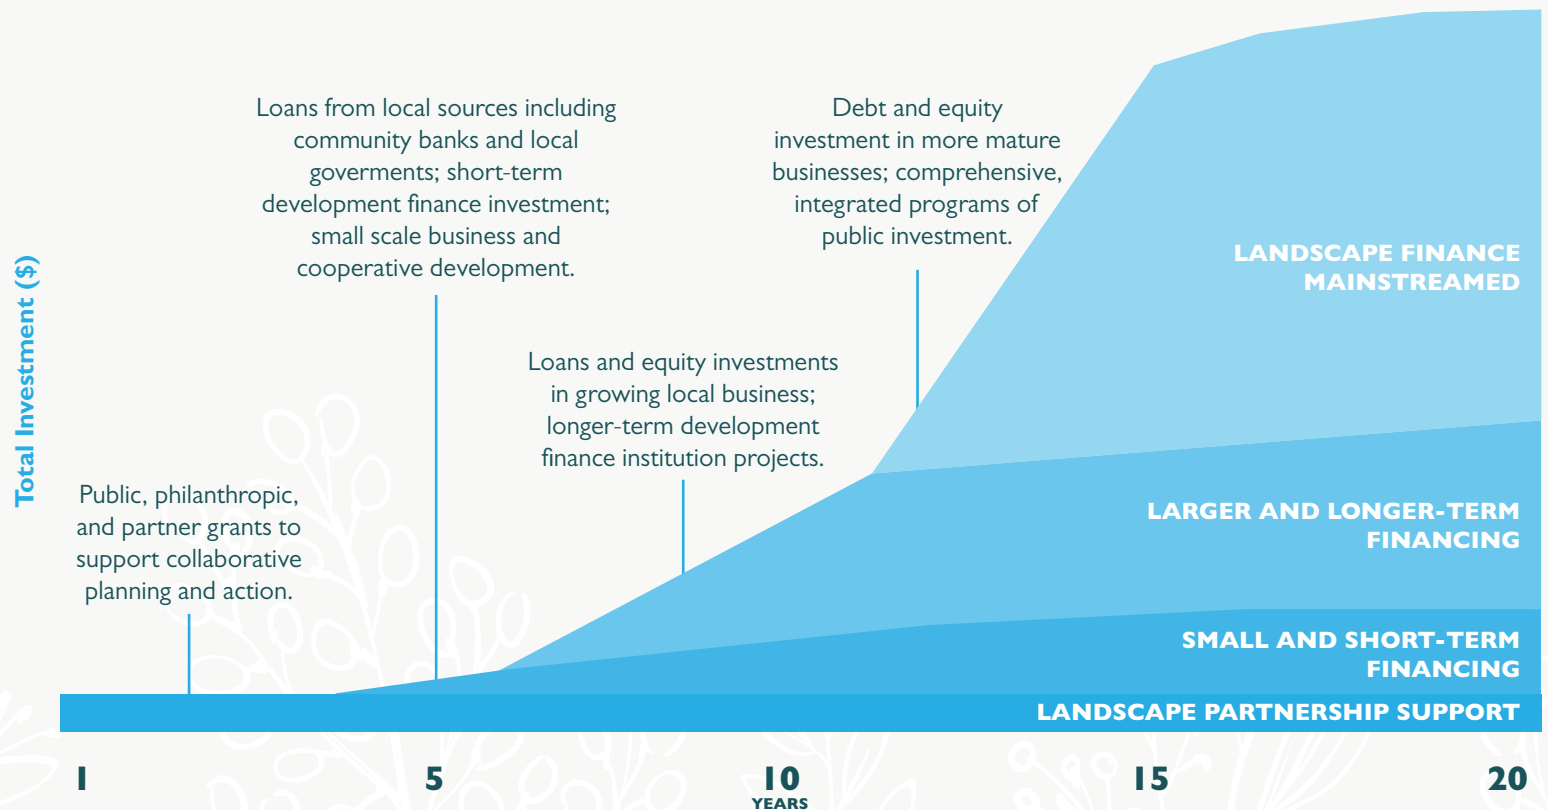 Loans from local sources including
community banks and local
goverments; short-term
development finance investment;
small scale business and
cooperative development.
Debt and equity
investment in more mature
businesses; comprehensive,
integrated programs of
public investment.
Loans and equity investments
in growing local business;
longer-term development
finance institution projects.
Public, philanthropic,
and partner grants to
support collaborative
planning and action.
Total Investment ($)
LANDSCAPE FINANCE
MAINSTREAMED
LARGER AND LONGER-TERM
FINANCING
SMALL AND SHORT-TERM
FINANCING
LANDSCAPE PARTNERSHIP SUPPORT
1 5 10 15 20
YEARS